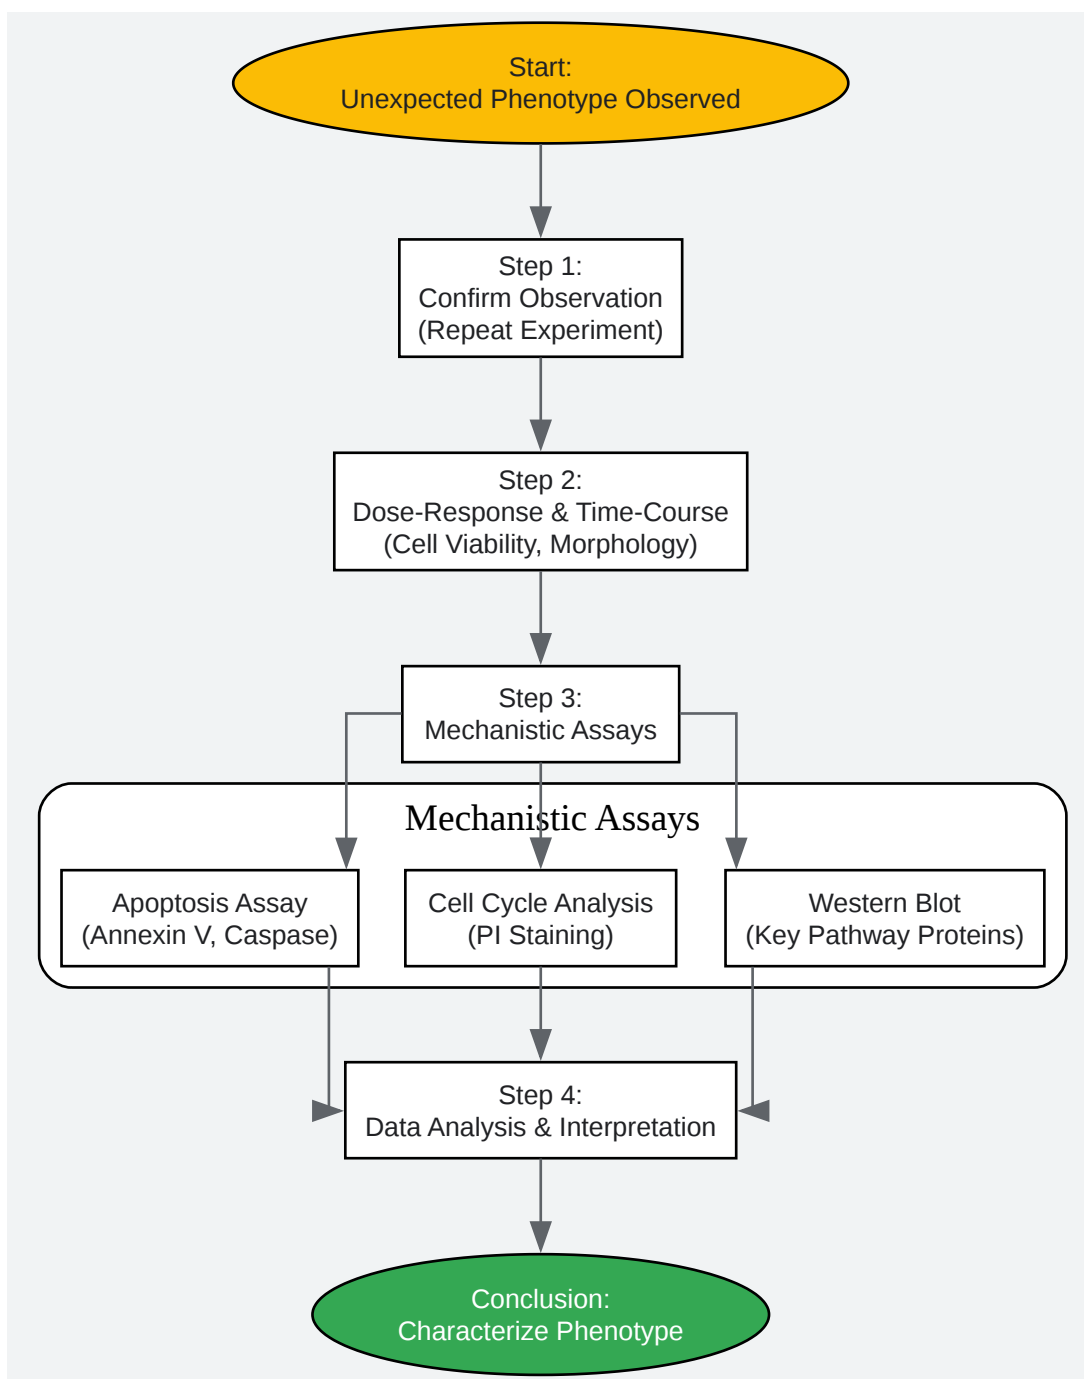 Start:
Unexpected Phenotype Observed
Step 1:
Confirm Observation
(Repeat Experiment)
Step 2:
Dose-Response & Time-Course
(Cell Viability, Morphology)
Step 3:
Mechanistic Assays
Mechanistic Assays
Apoptosis Assay
(Annexin V, Caspase)
Cell Cycle Analysis
(PI Staining)
Western Blot
(Key Pathway Proteins)
Step 4:
Data Analysis & Interpretation
Conclusion:
Characterize Phenotype